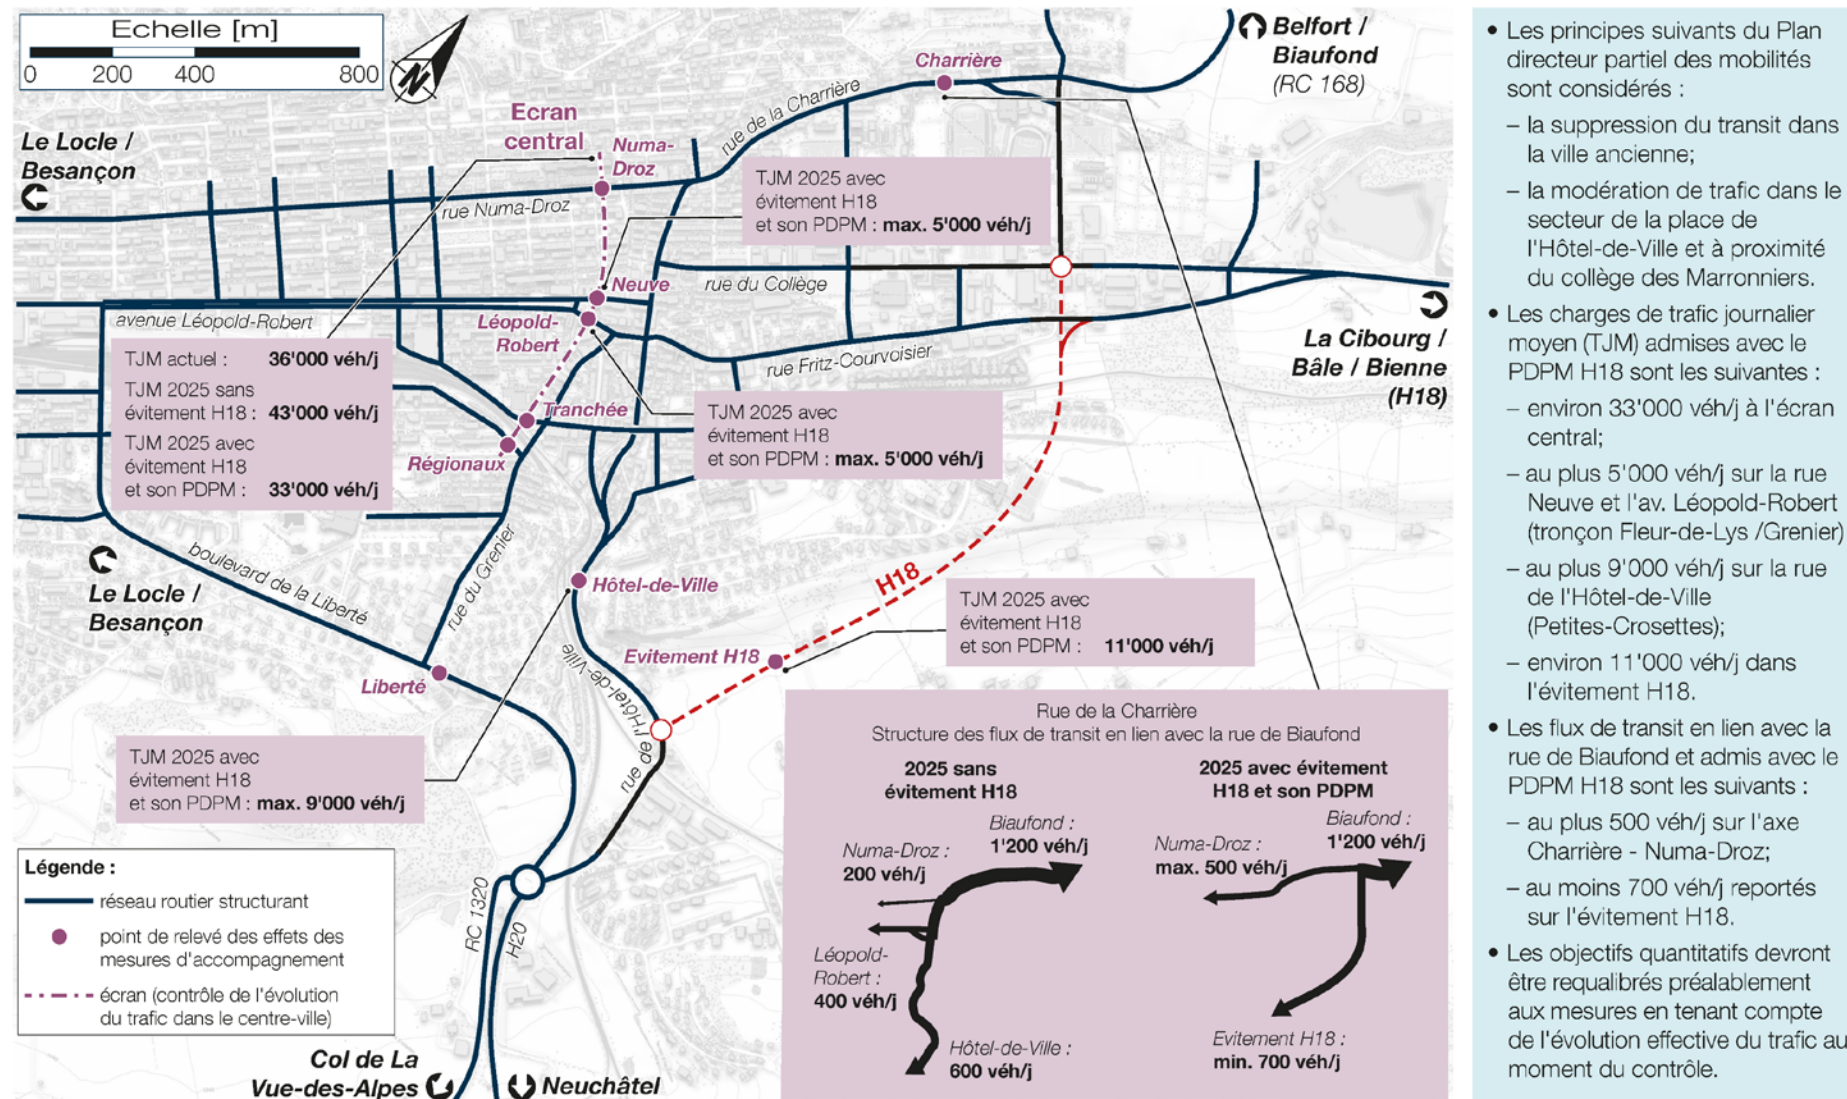 Echelle [m]
0 200 400 800
N
Le Locle /
Besançon
Ecran
central
Numa-
Droz
Charrière
rue de la Charrière
Belfort /
Biaufond
(RC 168)
rue Numa-Droz
TJM 2025 avec
évitement H18
et son PDPM : max. 5'000 véh/j
Neuve
rue du Collège
avenue Léopold-Robert
Léopold-
Robert
rue Fritz-Courvoisier
La Cibourg /
Bâle / Bienne
(H18)
TJM actuel : 36'000 véh/j
TJM 2025 sans
évitement H18 : 43'000 véh/j
TJM 2025 avec
évitement H18
et son PDPM : 33'000 véh/j
Tranchée
Régionaux
TJM 2025 avec
évitement H18
et son PDPM : max. 5'000 véh/j
Le Locle /
Besançon
boulevard de la Liberté
rue du Grenier
Hôtel-de-Ville
H18
TJM 2025 avec
évitement H18
et son PDPM : 11'000 véh/j
Evitement H18
Liberté
rue de l'Hôtel-de-Ville
TJM 2025 avec
évitement H18
et son PDPM : max. 9'000 véh/j
RC 1320
H20
Légende :
réseau routier structurant
point de relevé des effets des
mesures d'accompagnement
écran (contrôle de l'évolution
du trafic dans le centre-ville)
Col de La
Vue-des-Alpes
Neuchâtel
Rue de la Charrière
Structure des flux de transit en lien avec la rue de Biaufond
2025 sans
évitement H18
Biaufond :
1'200 véh/j
Numa-Droz :
200 véh/j
Léopold-
Robert :
400 véh/j
Hôtel-de-Ville :
600 véh/j
2025 avec évitement
H18 et son PDPM
Biaufond :
1'200 véh/j
Numa-Droz :
max. 500 véh/j
Evitement H18 :
min. 700 véh/j
• Les principes suivants du Plan
directeur partiel des mobilités
sont considérés :
– la suppression du transit dans
la ville ancienne;
– la modération de trafic dans le
secteur de la place de
l'Hôtel-de-Ville et à proximité
du collège des Marronniers.
• Les charges de trafic journalier
moyen (TJM) admises avec le
PDPM H18 sont les suivantes :
– environ 33'000 véh/j à l'écran
central;
– au plus 5'000 véh/j sur la rue
Neuve et l'av. Léopold-Robert
(tronçon Fleur-de-Lys /Grenier)
– au plus 9'000 véh/j sur la rue
de l'Hôtel-de-Ville
(Petites-Crosettes);
– environ 11'000 véh/j dans
l'évitement H18.
• Les flux de transit en lien avec la
rue de Biaufond et admis avec le
PDPM H18 sont les suivants :
– au plus 500 véh/j sur l'axe
Charrière - Numa-Droz;
– au moins 700 véh/j reportés
sur l'évitement H18.
• Les objectifs quantitatifs devront
être requalibrés préalablement
aux mesures en tenant compte
de l'évolution effective du trafic au
moment du contrôle.